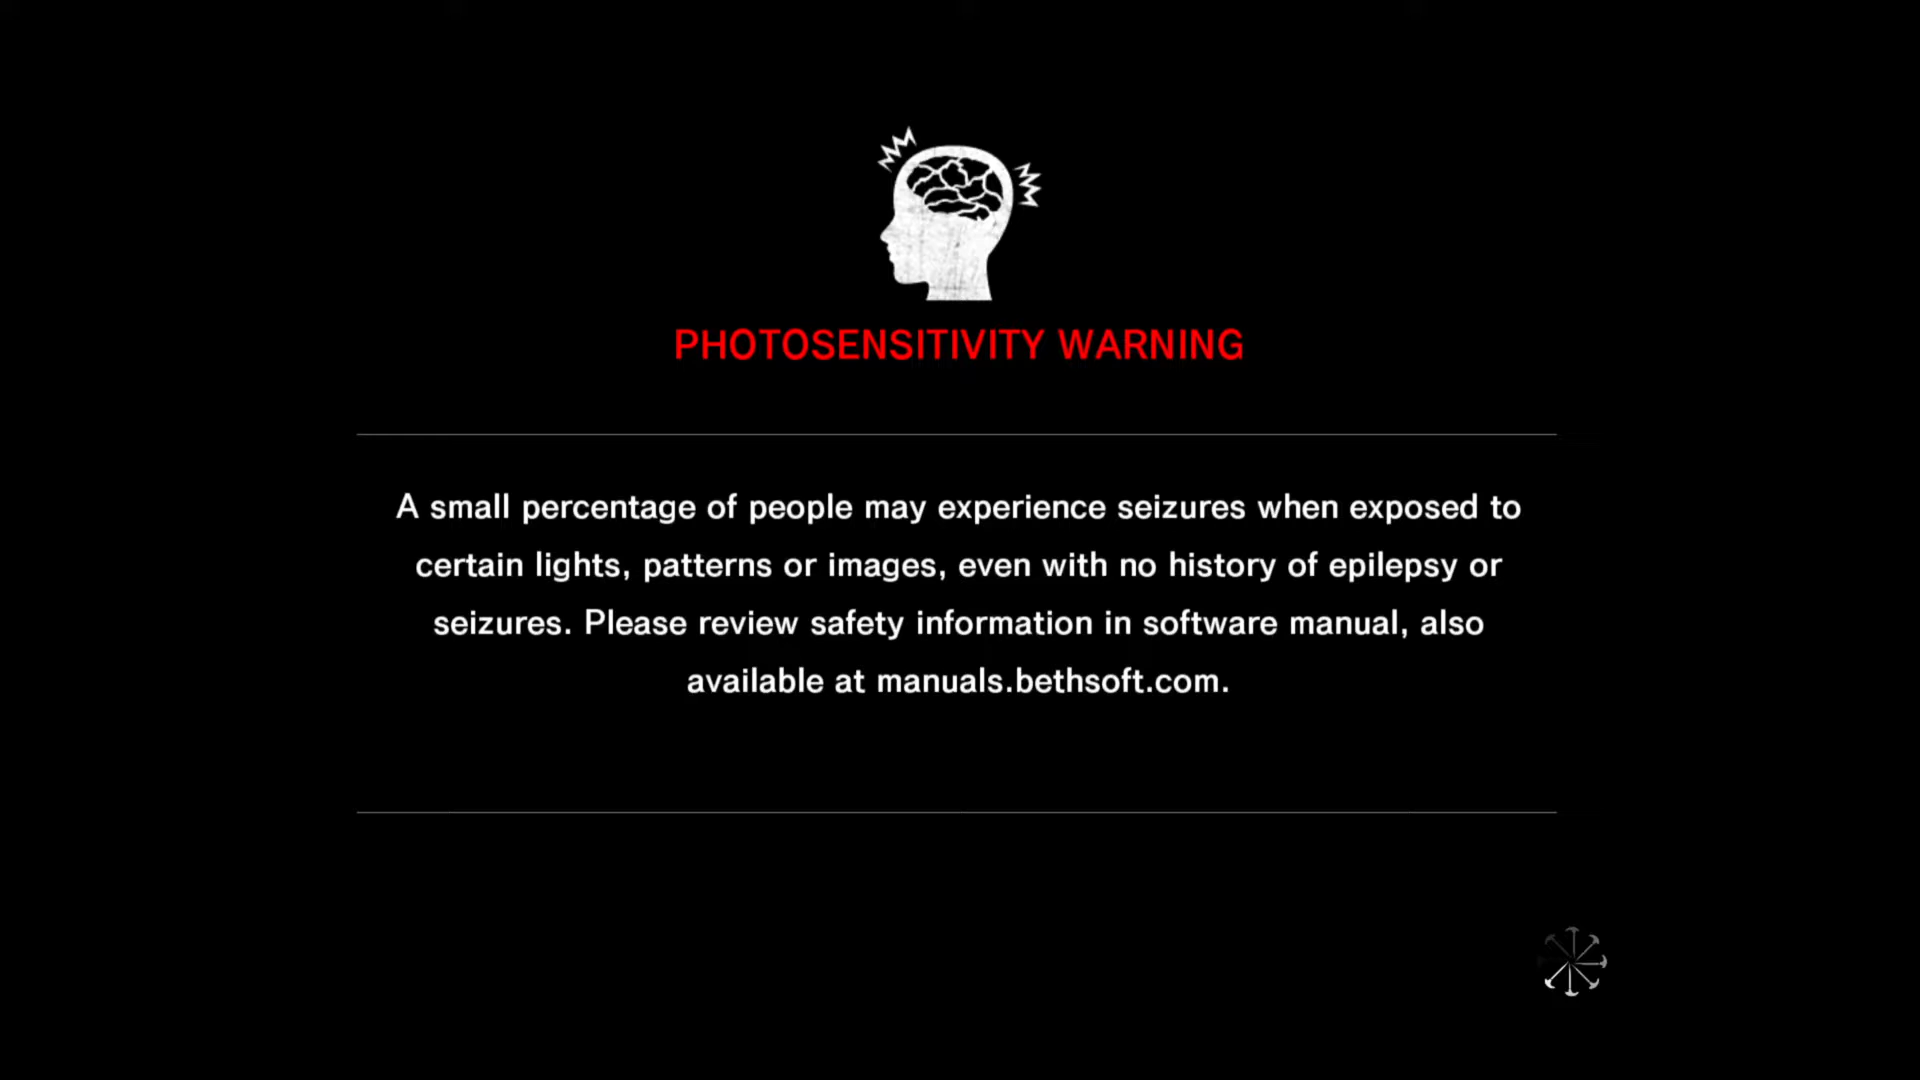 PHOTOSENSITIVITY WARNING
A small percentage of people may experience seizures when exposed to
certain lights, patterns or images, even with no history of epilepsy or
seizures. Please review safety information in software manual, also
available at manuals.bethsoft.com.